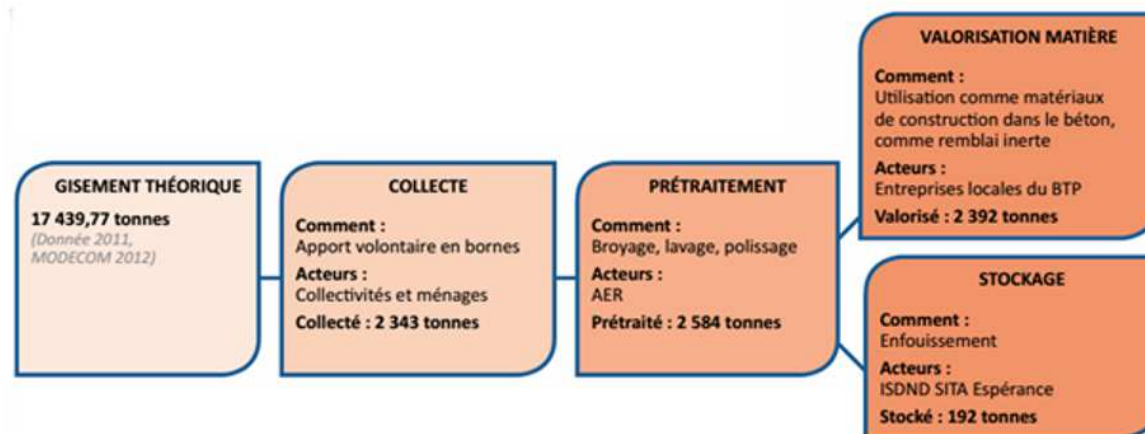 GISEMENT THÉORIQUE
17 439,77 tonnes
(Donnée 2011,
MODECOM 2012)
COLLECTE
Comment :
Apport volontaire en bornes
Acteurs :
Collectivités et ménages
Collecté : 2 343 tonnes
PRÉTRAITEMENT
Comment :
Broyage, lavage, polissage
Acteurs :
AER
Prétraité : 2 584 tonnes
VALORISATION MATIÈRE
Comment :
Utilisation comme matériaux
de construction dans le béton,
comme remblai inerte
Acteurs :
Entreprises locales du BTP
Valorisé : 2 392 tonnes
STOCKAGE
Comment :
Enfouissement
Acteurs :
ISDND SITA Espérance
Stocké : 192 tonnes